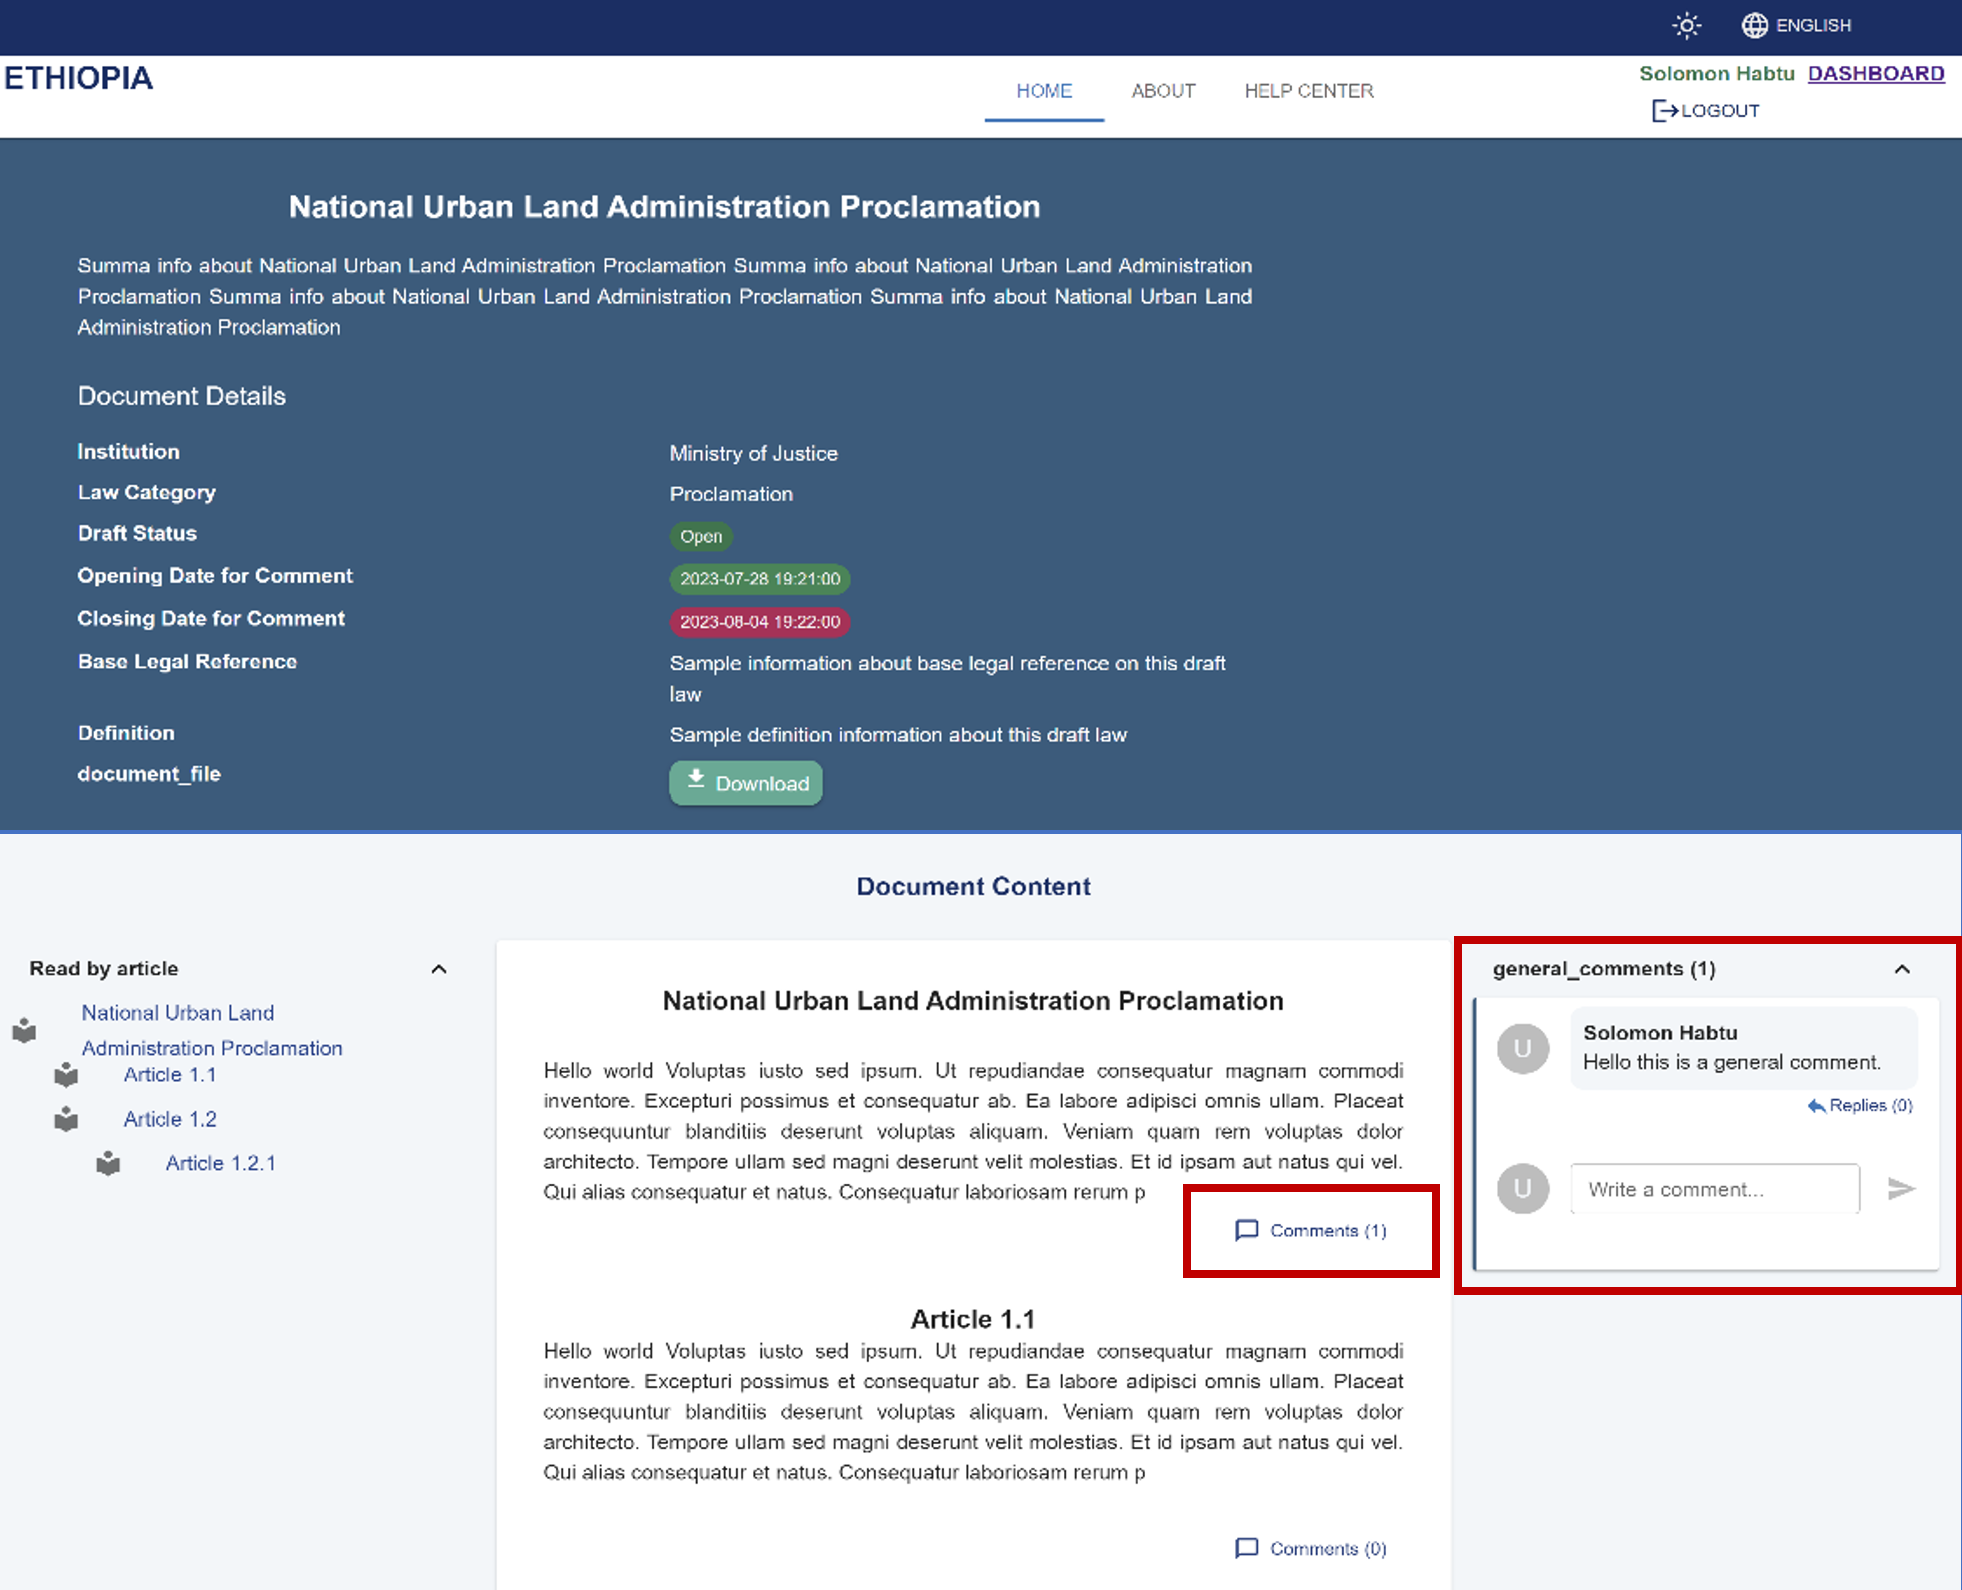 ENGLISH
ETHIOPIA
HOME
ABOUT
HELP CENTER
Solomon Habtu DASHBOARD
LOGOUT
National Urban Land Administration Proclamation
Summa info about National Urban Land Administration Proclamation Summa info about National Urban Land Administration
Proclamation Summa info about National Urban Land Administration Proclamation Summa info about National Urban Land
Administration Proclamation
Document Details
Institution
Ministry of Justice
Law Category
Proclamation
Draft Status
Open
Opening Date for Comment
2023-07-28 19:21:00
Closing Date for Comment
2023-08-04 19:22:00
Base Legal Reference
Sample information about base legal reference on this draft
law
Definition
Sample definition information about this draft law
document_file
Download
Document Content
Read by article
National Urban Land
Administration Proclamation
Article 1.1
Article 1.2
Article 1.2.1
National Urban Land Administration Proclamation
Hello world Voluptas iusto sed ipsum. Ut repudiandae consequatur magnam commodi
inventore. Excepturi possimus et consequatur ab. Ea labore adipisci omnis ullam. Placeat
consequuntur blanditiis deserunt voluptas aliquam. Veniam quam rem voluptas dolor
architecto. Tempore ullam sed magni deserunt velit molestias. Et id ipsam aut natus qui vel.
Qui alias consequatur et natus. Consequatur laboriosam rerum p
Comments (1)
Article 1.1
Hello world Voluptas iusto sed ipsum. Ut repudiandae consequatur magnam commodi
inventore. Excepturi possimus et consequatur ab. Ea labore adipisci omnis ullam. Placeat
consequuntur blanditiis deserunt voluptas aliquam. Veniam quam rem voluptas dolor
architecto. Tempore ullam sed magni deserunt velit molestias. Et id ipsam aut natus qui vel.
Qui alias consequatur et natus. Consequatur laboriosam rerum p
Comments (0)
general_comments (1)
U
Solomon Habtu
Hello this is a general comment.
Replies (0)
U
Write a comment...